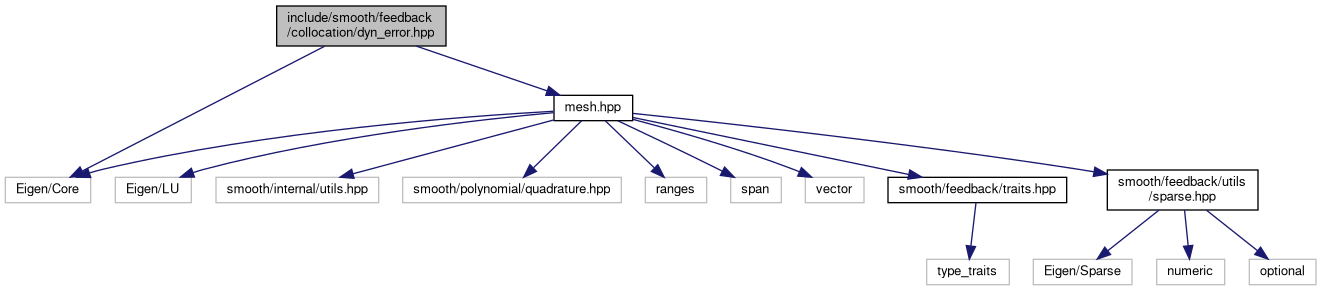 include/smooth/feedback
/collocation/dyn_error.hpp
mesh.hpp
Eigen/Core
Eigen/LU
smooth/internal/utils.hpp
smooth/polynomial/quadrature.hpp
ranges
span
vector
smooth/feedback/traits.hpp
smooth/feedback/utils
/sparse.hpp
type_traits
Eigen/Sparse
numeric
optional